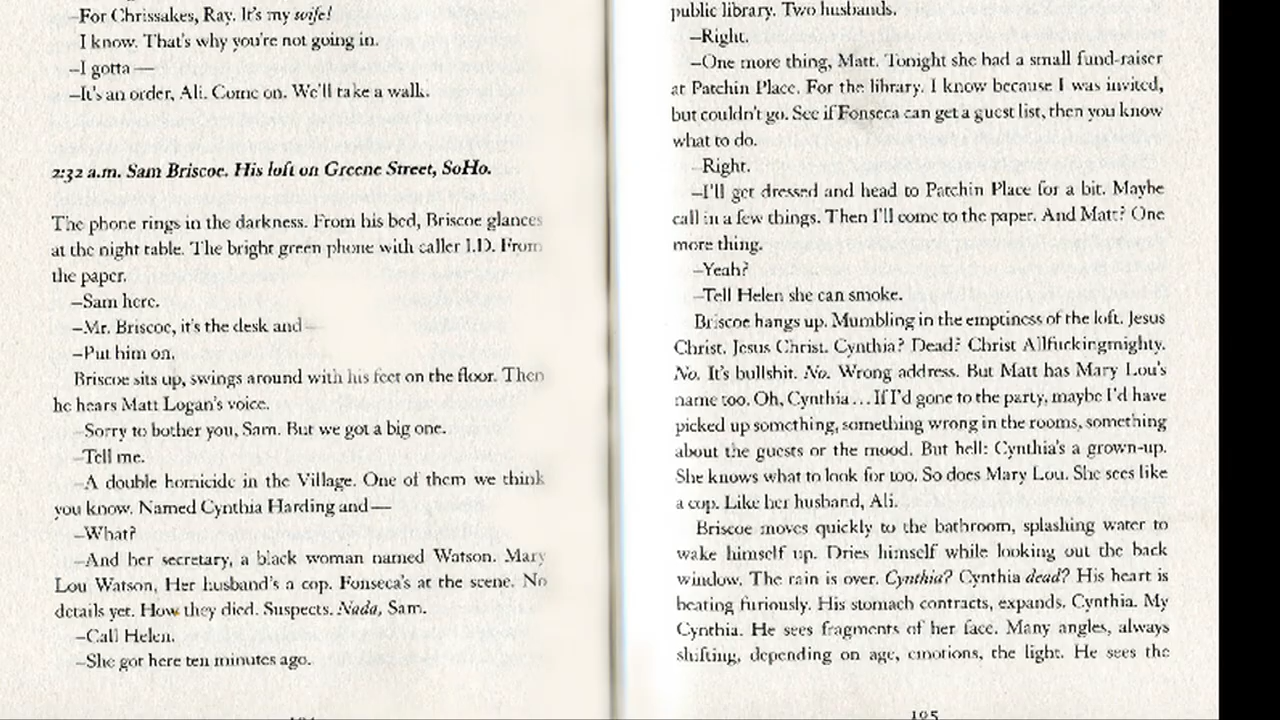 –For Chrissakes, Ray. It's my wife!
I know. That's why you're not going in.
–I gotta —
–It's an order, Ali. Come on. We'll take a walk.
2:32 a.m. Sam Briscoe. His loft on Greene Street, SoHo.
The phone rings in the darkness. From his bed, Briscoe glances
at the night table. The bright green phone with caller I.D. From
the paper.
–Sam here.
–Mr. Briscoe, it's the desk and —
–Put him on.
Briscoe sits up, swings around with his feet on the floor. Then
he hears Matt Logan's voice.
–Sorry to bother you, Sam. But we got a big one.
–Tell me.
–A double homicide in the Village. One of them we think
you know. Named Cynthia Harding and —
–What?
–And her secretary, a black woman named Watson. Mary
Lou Watson, Her husband's a cop. Fonseca's at the scene. No
details yet. How they died. Suspects. Nada, Sam.
–Call Helen.
–She got here ten minutes ago.
public library. Two husbands.
–Right.
–One more thing, Matt. Tonight she had a small fund-raiser
at Patchin Place. For the library. I know because I was invited,
but couldn't go. See if Fonseca can get a guest list, then you know
what to do.
–Right.
–I'll get dressed and head to Patchin Place for a bit. Maybe
call in a few things. Then I'll come to the paper. And Matt? One
more thing.
–Yeah?
–Tell Helen she can smoke.
Briscoe hangs up. Mumbling in the emptiness of the loft. Jesus
Christ. Jesus Christ. Cynthia? Dead? Christ Allfuckingmighty.
No. It's bullshit. No. Wrong address. But Matt has Mary Lou's
name too. Oh, Cynthia . . . If I'd gone to the party, maybe I'd have
picked up something, something wrong in the rooms, something
about the guests or the mood. But hell: Cynthia's a grown-up.
She knows what to look for too. So does Mary Lou. She sees like
a cop. Like her husband, Ali.
Briscoe moves quickly to the bathroom, splashing water to
wake himself up. Dries himself while looking out the back
window. The rain is over. Cynthia? Cynthia dead? His heart is
beating furiously. His stomach contracts, expands. Cynthia. My
Cynthia. He sees fragments of her face. Many angles, always
shifting, depending on age, emotions, the light. He sees the
105